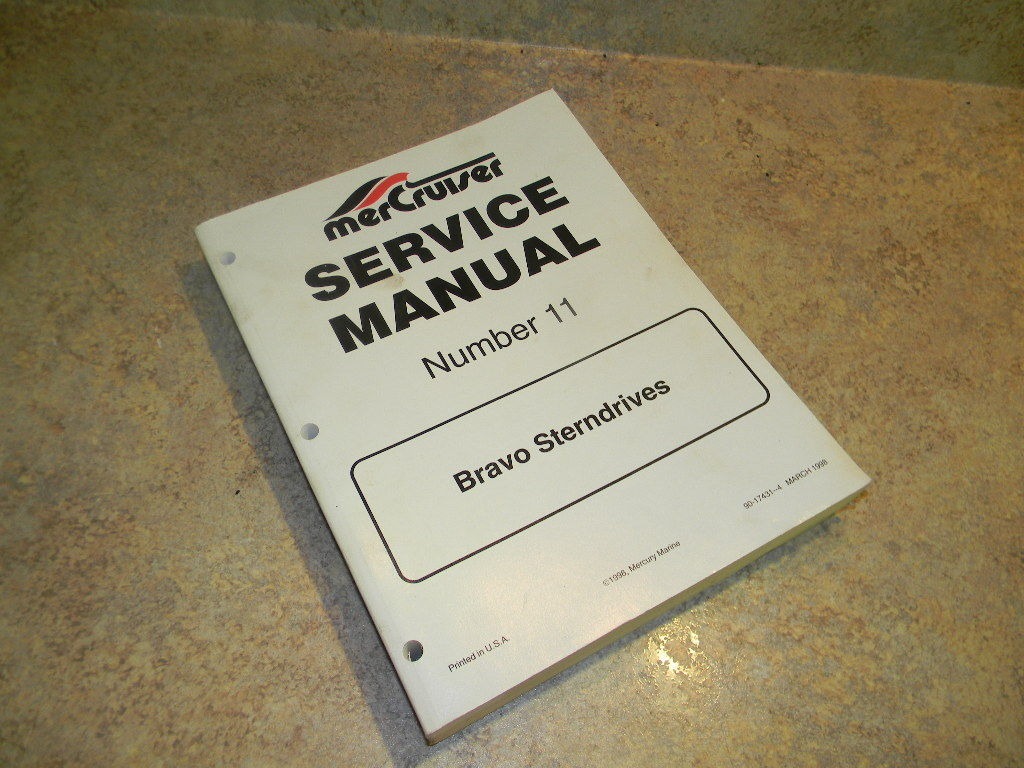 merCruiser
SERVICE
MANUAL
Number 11
Bravo Sterndrives
90-17431--4 MARCH 1998
©1998, Mercury Marine
Printed in U.S.A.